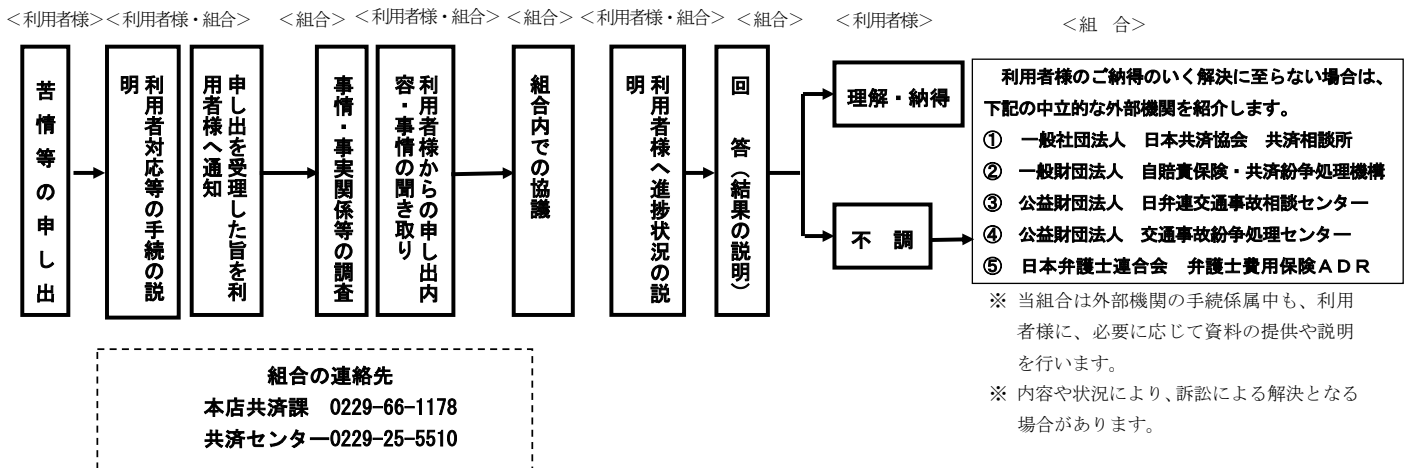 ＜利用者様＞＜利用者様・組合＞　＜組合＞＜利用者様・組合＞＜組合＞＜利用者様・組合＞＜組合＞　＜利用者様＞　＜組　合＞
苦情等の申し出
利用者対応等の手続の説
明
申し出を受理した旨を利
用者様へ通知
事情・事実関係等の調査
利用者様からの申し出内
容・事情の聞き取り
組合内での協議
利用者様へ進捗状況の説
明
回　答（結果の説明）
理解・納得
不　調
利用者様のご納得のいく解決に至らない場合は、
下記の中立的な外部機関を紹介します。
①　一般社団法人　日本共済協会　共済相談所
②　一般財団法人　自賠責保険・共済紛争処理機構
③　公益財団法人　日弁連交通事故相談センター
④　公益財団法人　交通事故紛争処理センター
⑤　日本弁護士連合会　弁護士費用保険ＡＤＲ
※ 当組合は外部機関の手続係属中も、利用
者様に、必要に応じて資料の提供や説明
を行います。
※ 内容や状況により、訴訟による解決となる
場合があります。
組合の連絡先
本店共済課　0229-66-1178
共済センター0229-25-5510